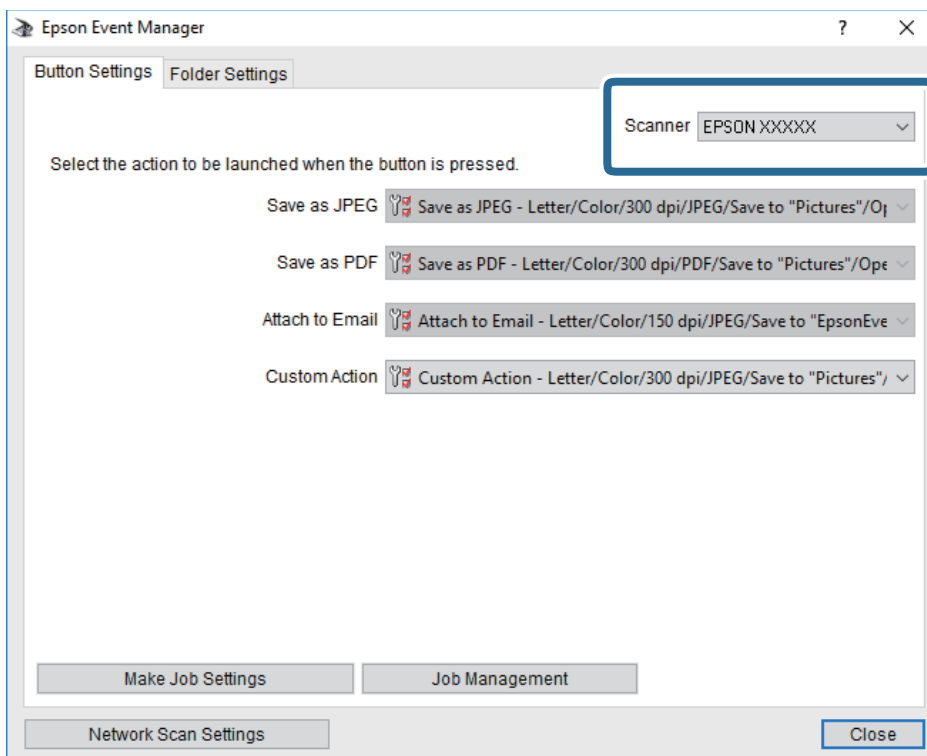 Epson Event Manager
Button Settings Folder Settings
Scanner EPSON XXXXX
Select the action to be launched when the button is pressed.
Save as JPEG Save as JPEG - Letter/Color/300 dpi/JPEG/Save to "Pictures"/
Save as PDF Save as PDF - Letter/Color/300 dpi/PDF/Save to "Pictures"/Ope
Attach to Email Attach to Email - Letter/Color/150 dpi/JPEG/Save to "EpsonEve
Custom Action Custom Action - Letter/Color/300 dpi/JPEG/Save to "Pictures"/
Make Job Settings Job Management
Network Scan Settings Close